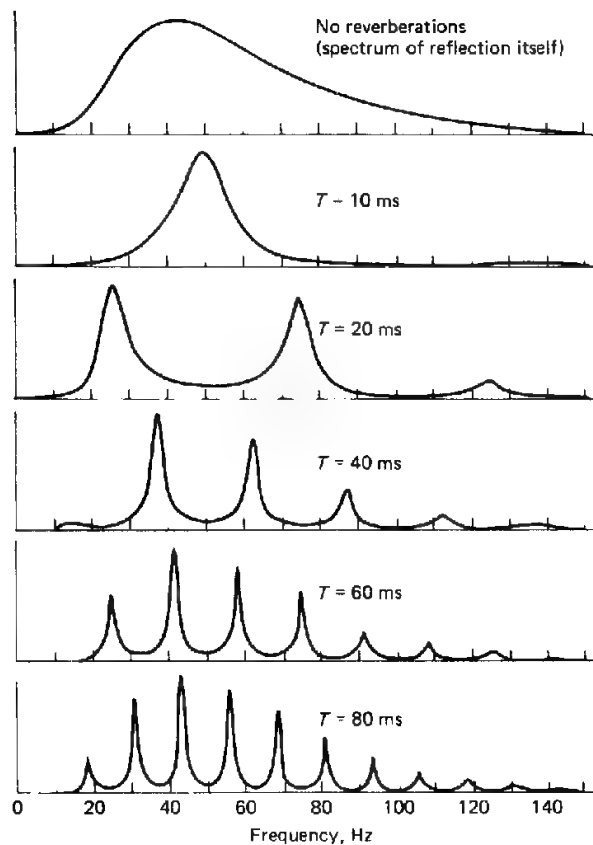 No reverberations
(spectrum of reflection itself)
T - 10 ms
T = 20 ms
T = 40 ms
T = 60 ms
T = 80 ms
0 20 40 60 80 100 120 140
Frequency, Hz